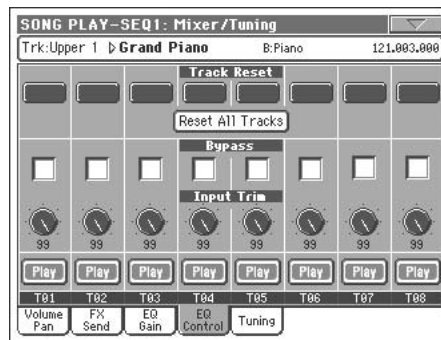 SONG PLAY-SEQ1: Mixer/Tuning
Trk:Upper 1 ▷Grand Piano B:Piano 121.003.000
Track Reset
Reset All Tracks
Bypass
Input Trim
99 99 99 99 99 99 99 99
Play Play Play Play Play Play Play Play
T01 T02 T03 T04 T05 T06 T07 T08
Volume Pan FX Send EQ Gain EQ Control Tuning